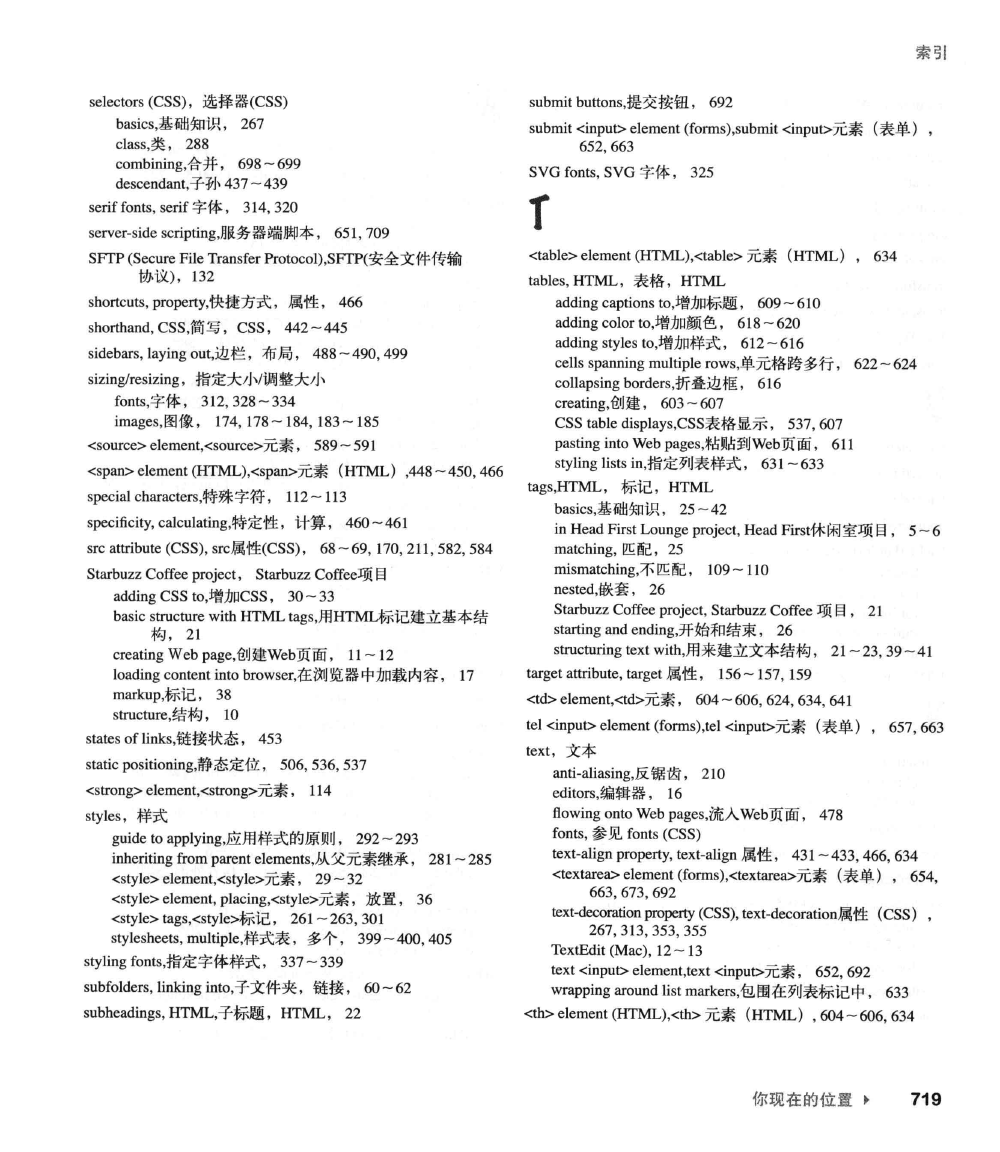 索引
selectors (CSS)，选择器(CSS)
basics,基础知识， 267
class,类， 288
combining,合并， 698～699
descendant,子孙 437～439
serif fonts, serif 字体， 314, 320
server-side scripting,服务器端脚本， 651, 709
SFTP (Secure File Transfer Protocol),SFTP(安全文件传输
协议)，132
shortcuts, property,快捷方式，属性， 466
shorthand, CSS,简写，CSS， 442～445
sidebars, laying out,边栏，布局， 488～490, 499
sizing/resizing，指定大小/调整大小
fonts,字体， 312, 328～334
images,图像， 174, 178～184, 183～185
<source> element,<source>元素， 589～591
<span> element (HTML),<span>元素（HTML）,448～450, 466
special characters,特殊字符， 112～113
specificity, calculating,特定性，计算， 460～461
src attribute (CSS), src属性(CSS)， 68～69, 170, 211, 582, 584
Starbuzz Coffee project， Starbuzz Coffee项目
adding CSS to,增加CSS， 30～33
basic structure with HTML tags,用HTML标记建立基本结
构， 21
creating Web page,创建Web页面， 11～12
loading content into browser,在浏览器中加载内容， 17
markup,标记， 38
structure,结构， 10
states of links,链接状态， 453
static positioning,静态定位， 506, 536, 537
<strong> element,<strong>元素， 114
styles，样式
guide to applying,应用样式的原则， 292～293
inheriting from parent elements,从父元素继承， 281～285
<style> element,<style>元素， 29～32
<style> element, placing,<style>元素，放置， 36
<style> tags,<style>标记， 261～263, 301
stylesheets, multiple,样式表，多个， 399～400, 405
styling fonts,指定字体样式， 337～339
subfolders, linking into,子文件夹，链接， 60～62
subheadings, HTML,子标题，HTML， 22
submit buttons,提交按钮， 692
submit <input> element (forms),submit <input>元素（表单），
652, 663
SVG fonts, SVG 字体， 325
T
<table> element (HTML),<table> 元素（HTML）， 634
tables, HTML，表格，HTML
adding captions to,增加标题， 609～610
adding color to,增加颜色， 618～620
adding styles to,增加样式， 612～616
cells spanning multiple rows,单元格跨多行， 622～624
collapsing borders,折叠边框， 616
creating,创建， 603～607
CSS table displays,CSS表格显示， 537, 607
pasting into Web pages,粘贴到Web页面， 611
styling lists in,指定列表样式， 631～633
tags,HTML， 标记，HTML
basics,基础知识， 25～42
in Head First Lounge project, Head First休闲室项目， 5～6
matching, 匹配，25
mismatching,不匹配， 109～110
nested,嵌套， 26
Starbuzz Coffee project, Starbuzz Coffee 项目， 21
starting and ending,开始和结束， 26
structuring text with,用来建立文本结构， 21～23, 39～41
target attribute, target 属性， 156～157, 159
<td> element,<td>元素， 604～606, 624, 634, 641
tel <input> element (forms),tel <input>元素（表单）， 657, 663
text，文本
anti-aliasing,反锯齿， 210
editors,编辑器， 16
flowing onto Web pages,流入Web页面， 478
fonts, 参见 fonts (CSS)
text-align property, text-align 属性， 431～433, 466, 634
<textarea> element (forms),<textarea>元素（表单）， 654,
663, 673, 692
text-decoration property (CSS), text-decoration属性（CSS），
267, 313, 353, 355
TextEdit (Mac), 12～13
text <input> element,text <input>元素， 652, 692
wrapping around list markers,包围在列表标记中， 633
<th> element (HTML),<th> 元素（HTML）, 604～606, 634
你现在的位置 ▸ 719